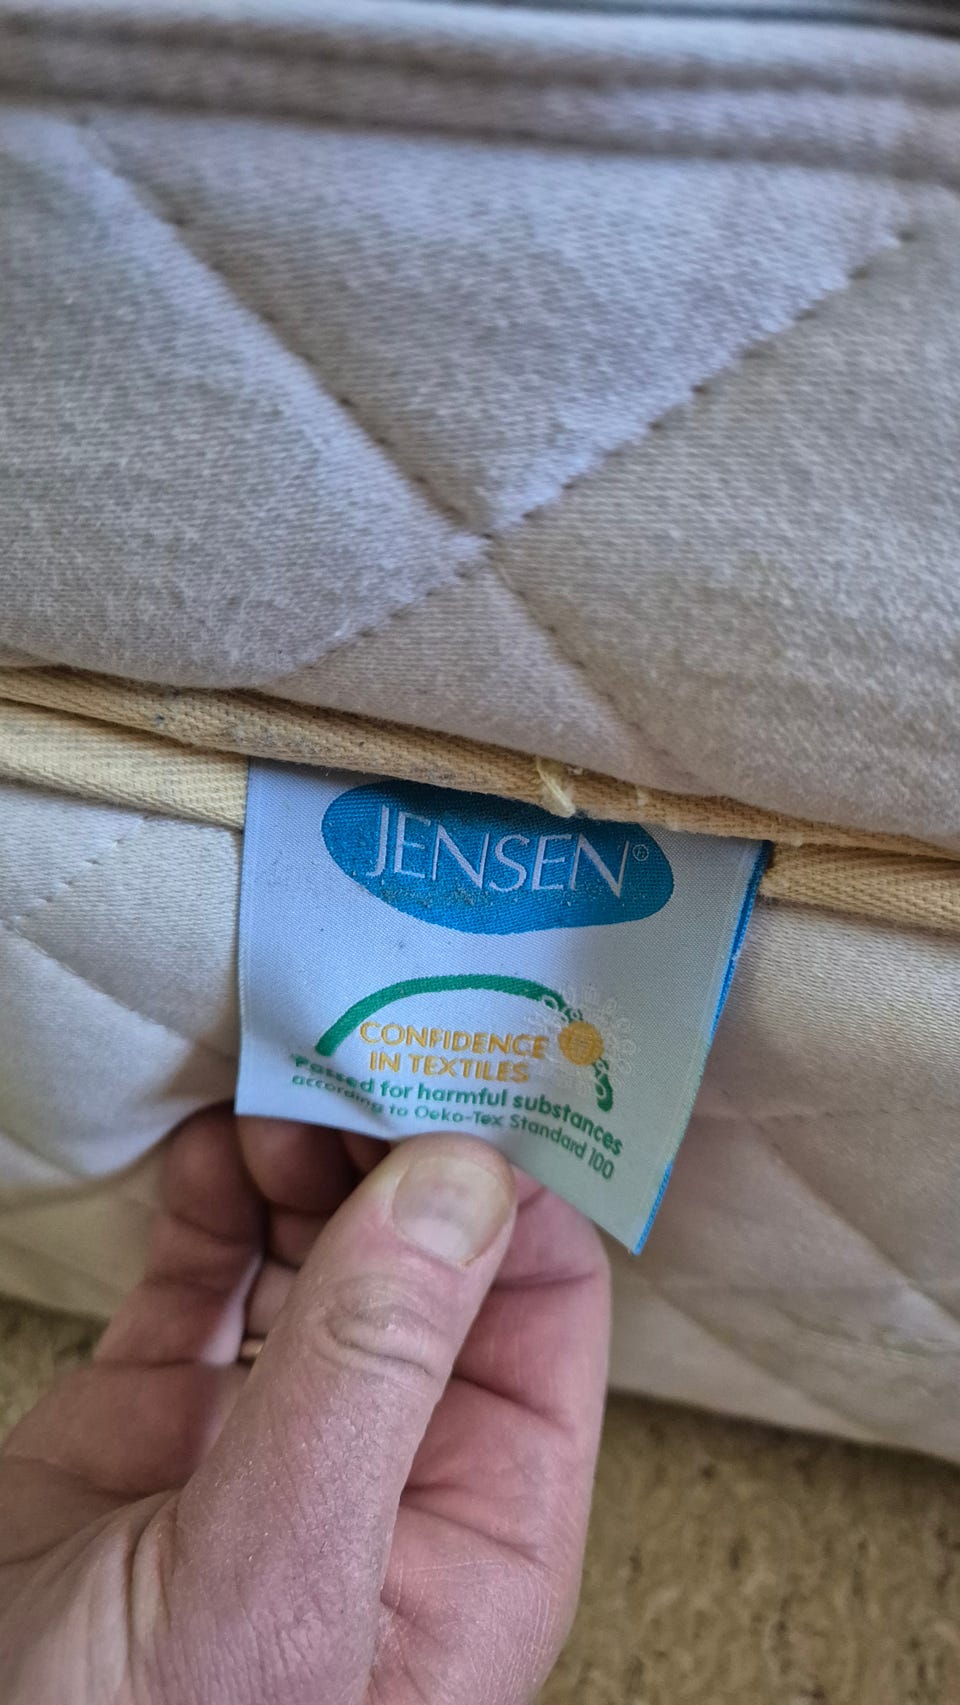 JENSEN®
CONFIDENCE
IN TEXTILES
Passed for harmful substances
according to Oeko-Tex Standard 100